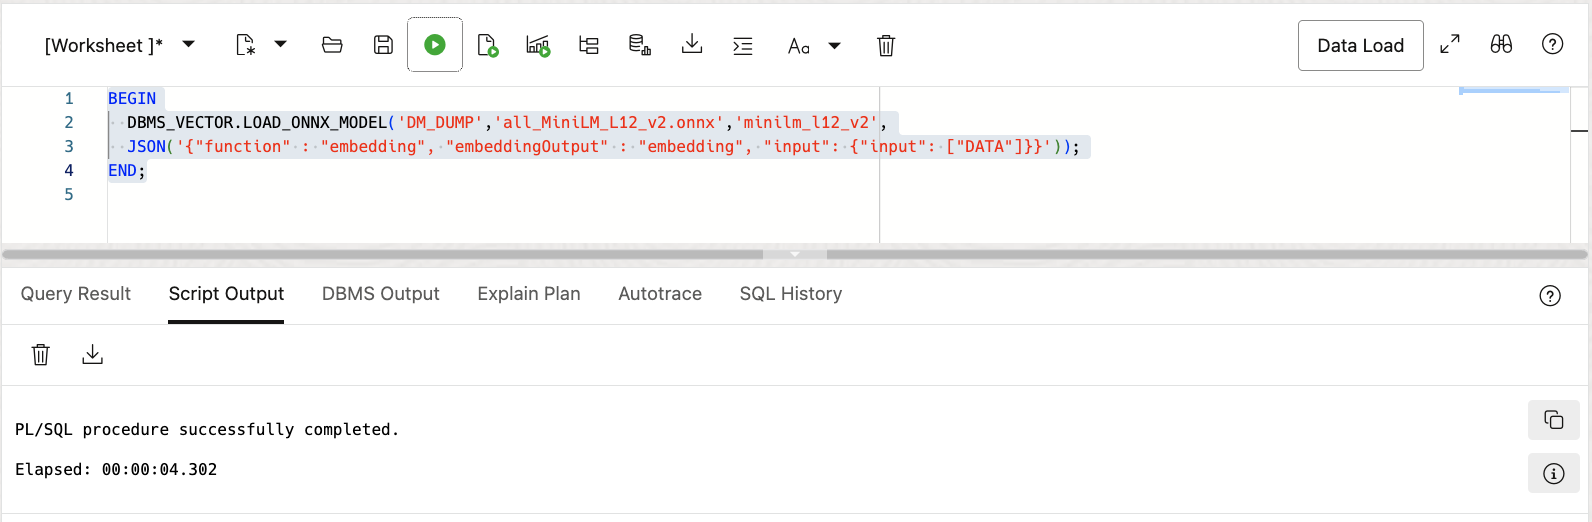 [Worksheet ]*
Aa
Data Load
1 BEGIN
2 DBMS_VECTOR.LOAD_ONNX_MODEL('DM_DUMP','all_MiniLM_L12_v2.onnx','minilm_l12_v2',
3 JSON('{"function" : "embedding", "embeddingOutput" : "embedding", "input": {"input": ["DATA"]}}'));
4 END;
5
Query Result Script Output DBMS Output Explain Plan Autotrace SQL History
PL/SQL procedure successfully completed.
Elapsed: 00:00:04.302